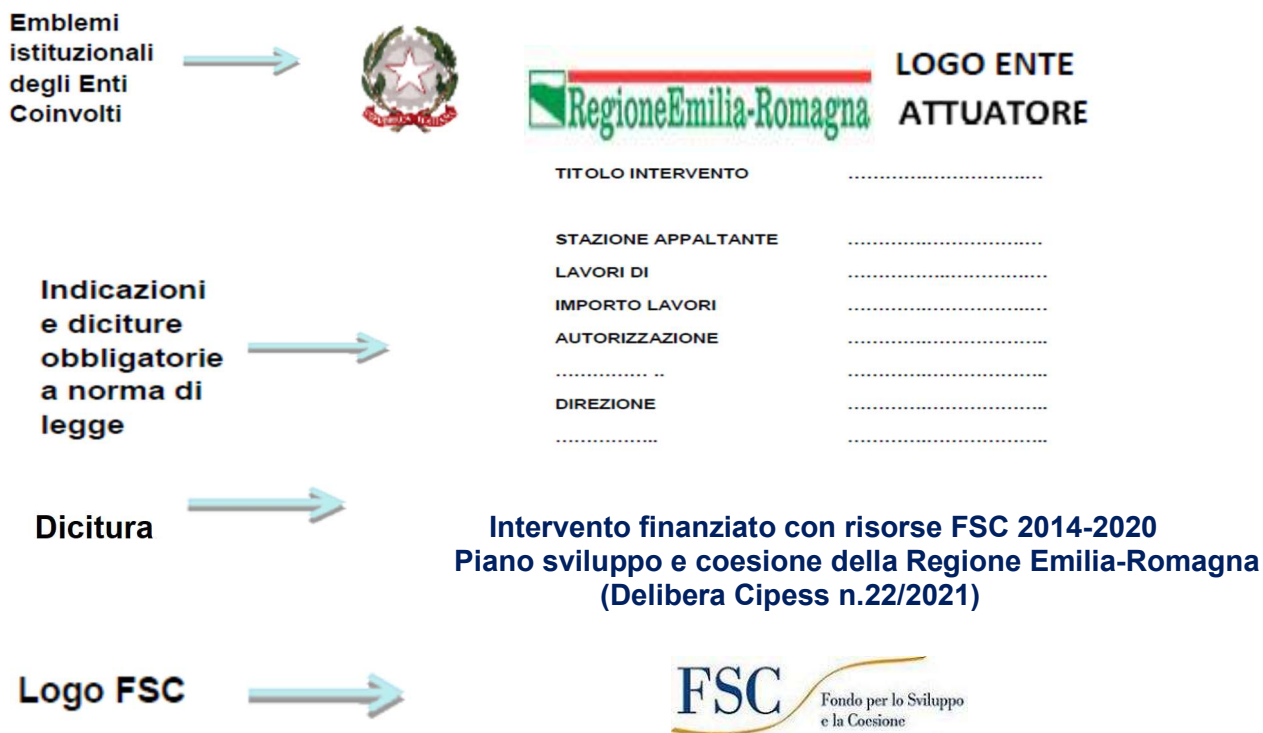 Emblemi
istituzionali
degli Enti
Coinvolti
RegioneEmilia-Romagna
LOGO ENTE
ATTUATORE
TITOLO INTERVENTO ................................
STAZIONE APPALTANTE ................................
Indicazioni
e diciture
obbligatorie
a norma di
legge
LAVORI DI .................................
IMPORTO LAVORI .................................
AUTORIZZAZIONE .................................
............... .. .................................
DIREZIONE .................................
................. .................................
Dicitura
Intervento finanziato con risorse FSC 2014-2020
Piano sviluppo e coesione della Regione Emilia-Romagna
(Delibera Cipess n.22/2021)
Logo FSC
FSC
Fondo per lo Sviluppo
e la Coesione